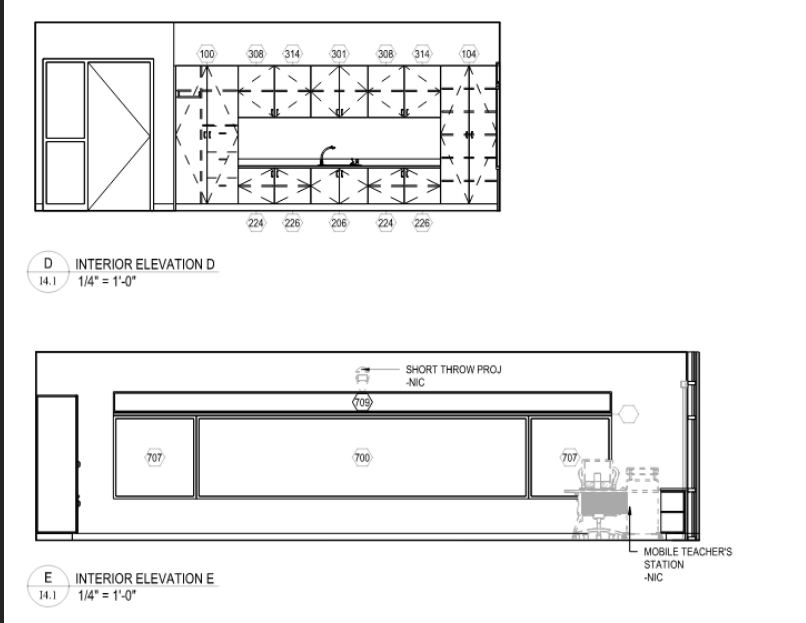 100 308 314 301 308 314 104
224 226 206 224 226
D INTERIOR ELEVATION D
I4.1 1/4" = 1'-0"
SHORT THROW PROJ
-NIC
709
707 700 707
MOBILE TEACHER'S
STATION
-NIC
E INTERIOR ELEVATION E
I4.1 1/4" = 1'-0"